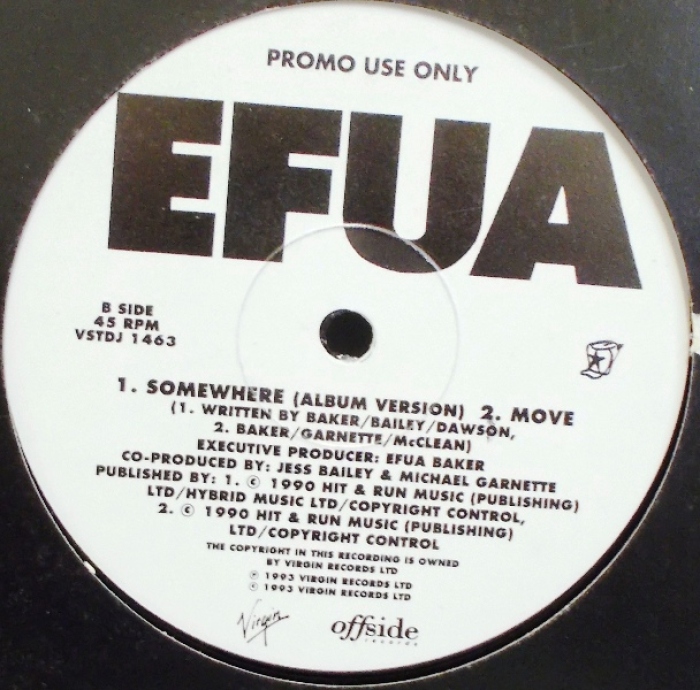 PROMO USE ONLY
EFUA
B SIDE
45 RPM
VSTDJ 1463
1. SOMEWHERE (ALBUM VERSION) 2. MOVE
(1. WRITTEN BY BAKER/BAILEY/DAWSON,
2. BAKER/GARNETTE/McCLEAN)
EXECUTIVE PRODUCER: EFUA BAKER
CO-PRODUCED BY: JESS BAILEY & MICHAEL GARNETTE
PUBLISHED BY: 1. © 1990 HIT & RUN MUSIC (PUBLISHING)
LTD/HYBRID MUSIC LTD/COPYRIGHT CONTROL,
2. © 1990 HIT & RUN MUSIC (PUBLISHING)
LTD/COPYRIGHT CONTROL
THE COPYRIGHT IN THIS RECORDING IS OWNED
BY VIRGIN RECORDS LTD
℗ 1993 VIRGIN RECORDS LTD
© 1993 VIRGIN RECORDS LTD
Virgin
offside
records